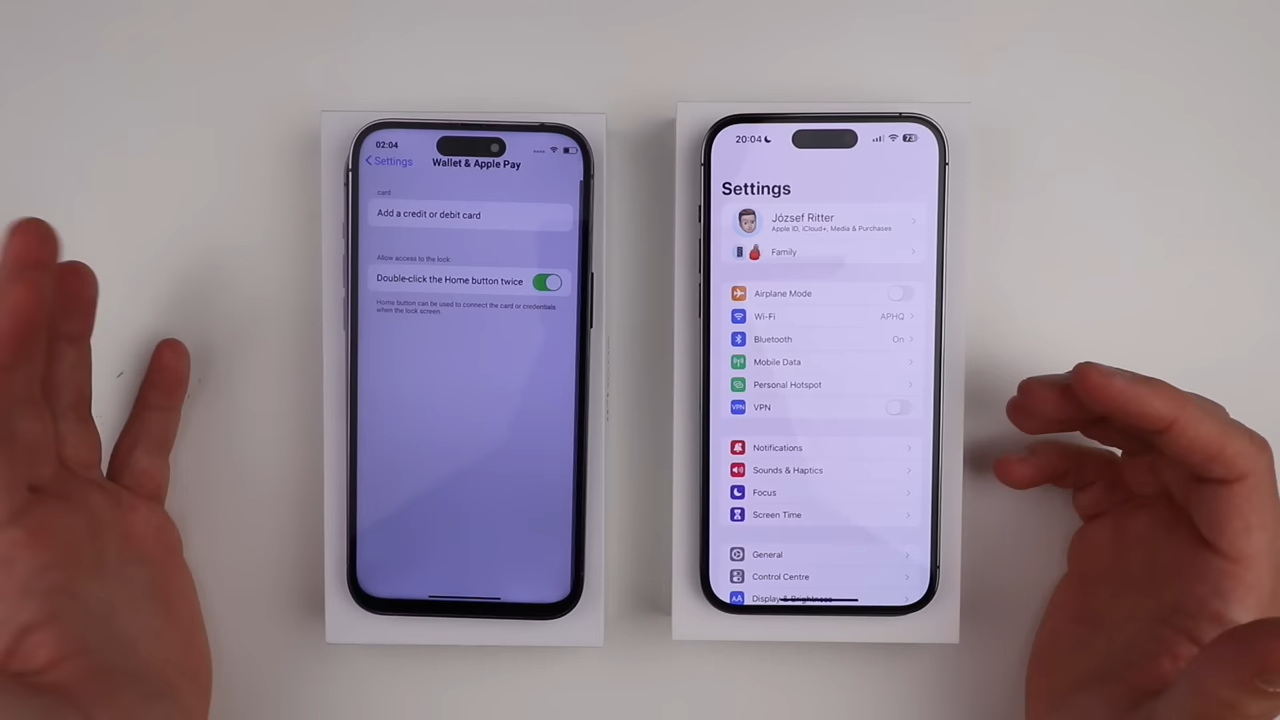 02:04
Settings
Wallet & Apple Pay
card
Add a credit or debit card
Allow access to the lock:
Double-click the Home button twice
Home button can be used to connect the card or credentials
when the lock screen.
20:04
73
Settings
József Ritter
Apple ID, iCloud+, Media & Purchases
Family
Airplane Mode
Wi-Fi
APHQ
Bluetooth
On
Mobile Data
Personal Hotspot
VPN
VPN
Notifications
Sounds & Haptics
Focus
Screen Time
General
Control Centre
AA
Display & Brightness